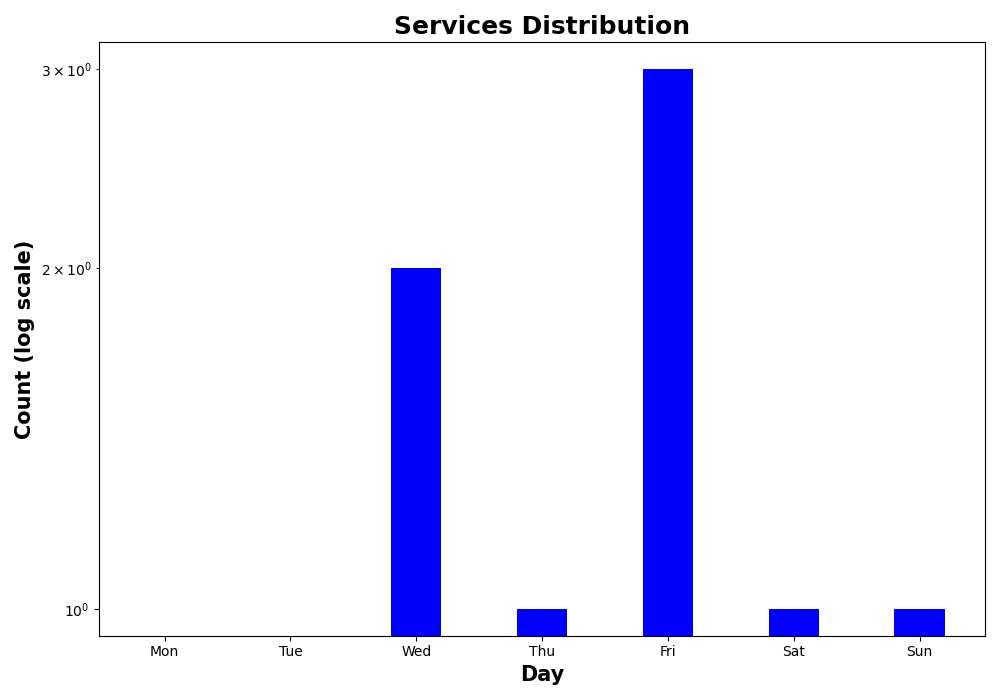 Services Distribution
3 × 10⁰
2 × 10⁰
10⁰
Count (log scale)
Mon Tue Wed Thu Fri Sat Sun
Day